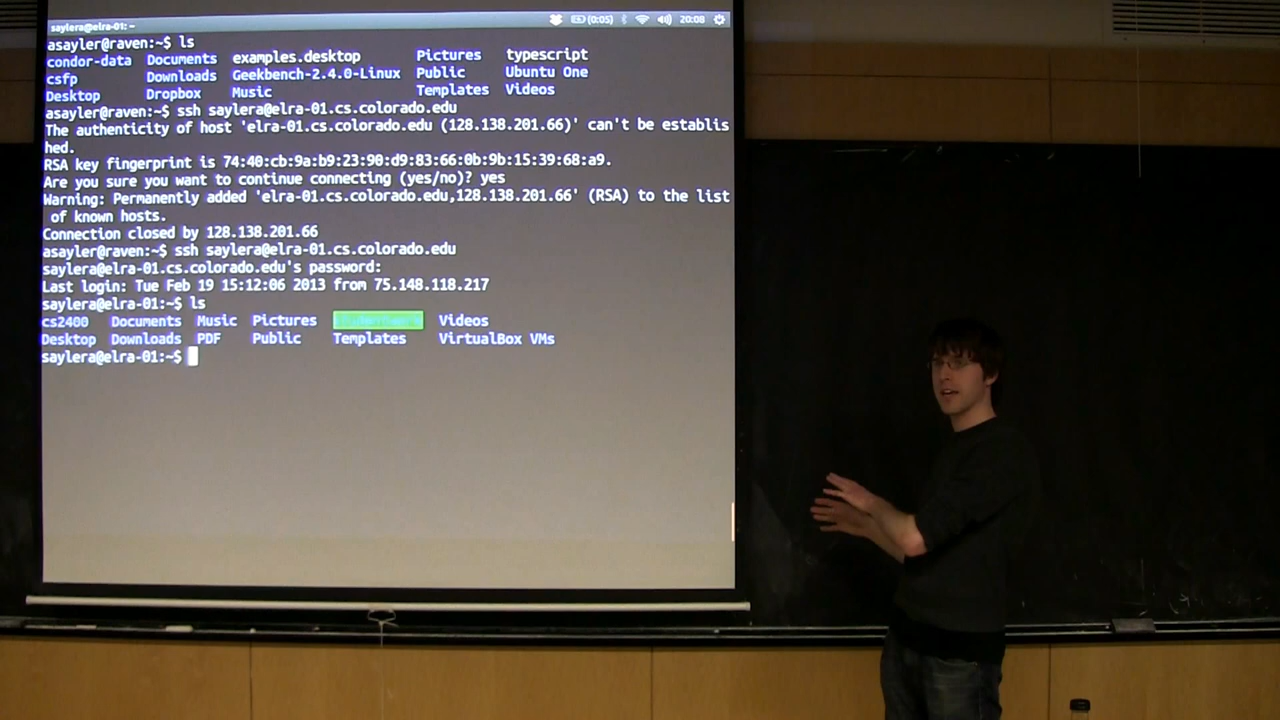 saylera@elra-01: ~
(0:05) 20:08
asayler@raven:~$ ls
condor-data Documents examples.desktop Pictures typescript
csfp Downloads Geekbench-2.4.0-Linux Public Ubuntu One
Desktop Dropbox Music Templates Videos
asayler@raven:~$ ssh saylera@elra-01.cs.colorado.edu
The authenticity of host 'elra-01.cs.colorado.edu (128.138.201.66)' can't be establis
hed.
RSA key fingerprint is 74:40:cb:9a:b9:23:90:d9:83:66:0b:9b:15:39:68:a9.
Are you sure you want to continue connecting (yes/no)? yes
Warning: Permanently added 'elra-01.cs.colorado.edu,128.138.201.66' (RSA) to the list
of known hosts.
Connection closed by 128.138.201.66
asayler@raven:~$ ssh saylera@elra-01.cs.colorado.edu
saylera@elra-01.cs.colorado.edu's password:
Last login: Tue Feb 19 15:12:06 2013 from 75.148.118.217
saylera@elra-01:~$ ls
cs2400 Documents Music Pictures Videos
Desktop Downloads PDF Public Templates VirtualBox VMs
saylera@elra-01:~$